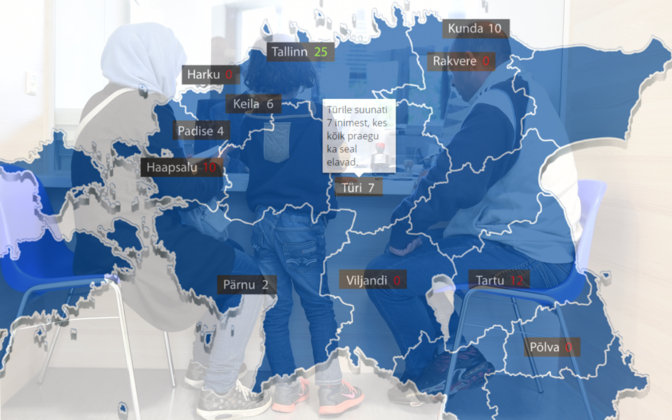 Kunda 10
Tallinn 25
Rakvere 0
Harku 0
Keila 6
Türile suunati
7 inimest, kes
kõik praegu
ka seal
elavad.
Padise 4
Haapsalu 10
Türi 7
Pärnu 2
Viljandi 0
Tartu 12
Põlva 0